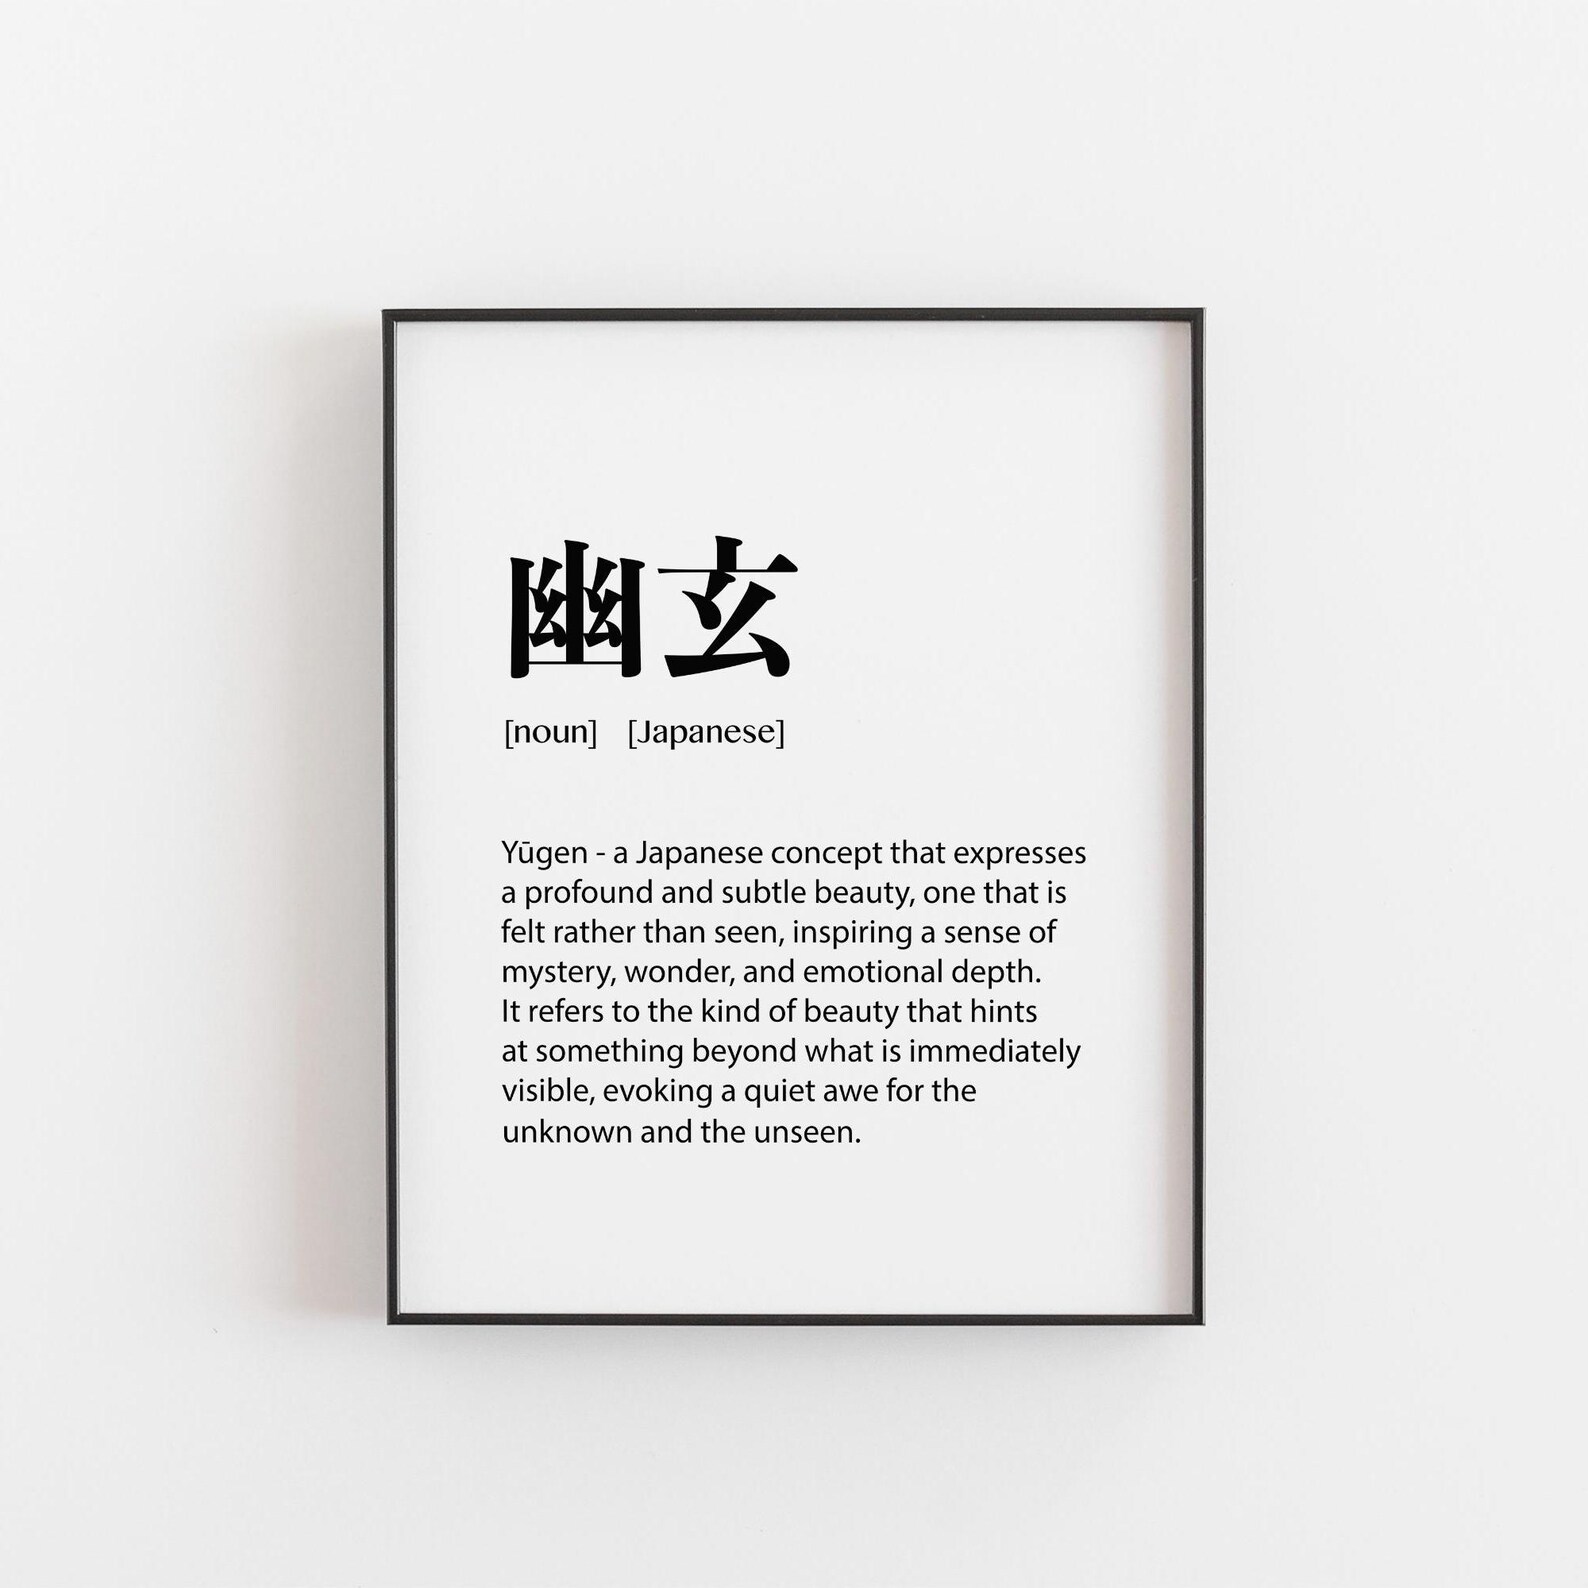 幽玄
[noun] [Japanese]
Yūgen - a Japanese concept that expresses
a profound and subtle beauty, one that is
felt rather than seen, inspiring a sense of
mystery, wonder, and emotional depth.
It refers to the kind of beauty that hints
at something beyond what is immediately
visible, evoking a quiet awe for the
unknown and the unseen.